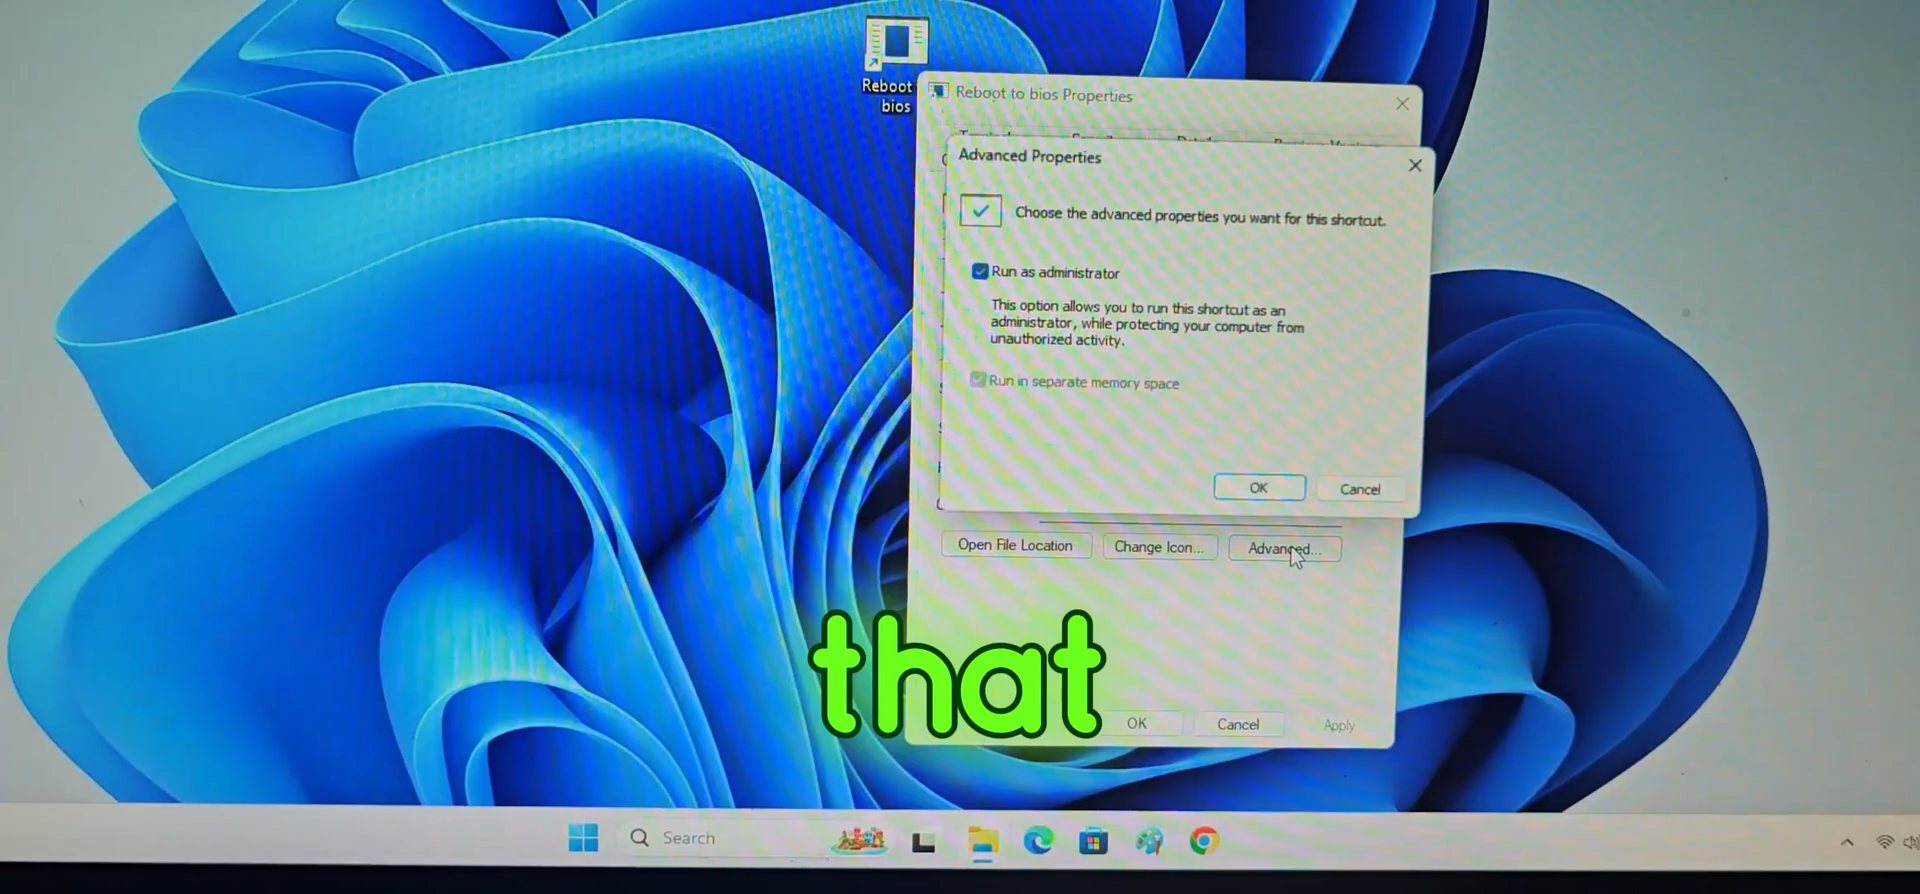 Reboot
bios
Reboot to bios Properties
Advanced Properties
Choose the advanced properties you want for this shortcut.
Run as administrator
This option allows you to run this shortcut as an
administrator, while protecting your computer from
unauthorized activity.
Run in separate memory space
OK
Cancel
Open File Location
Change Icon...
Advanced...
that
OK
Cancel
Apply
Search